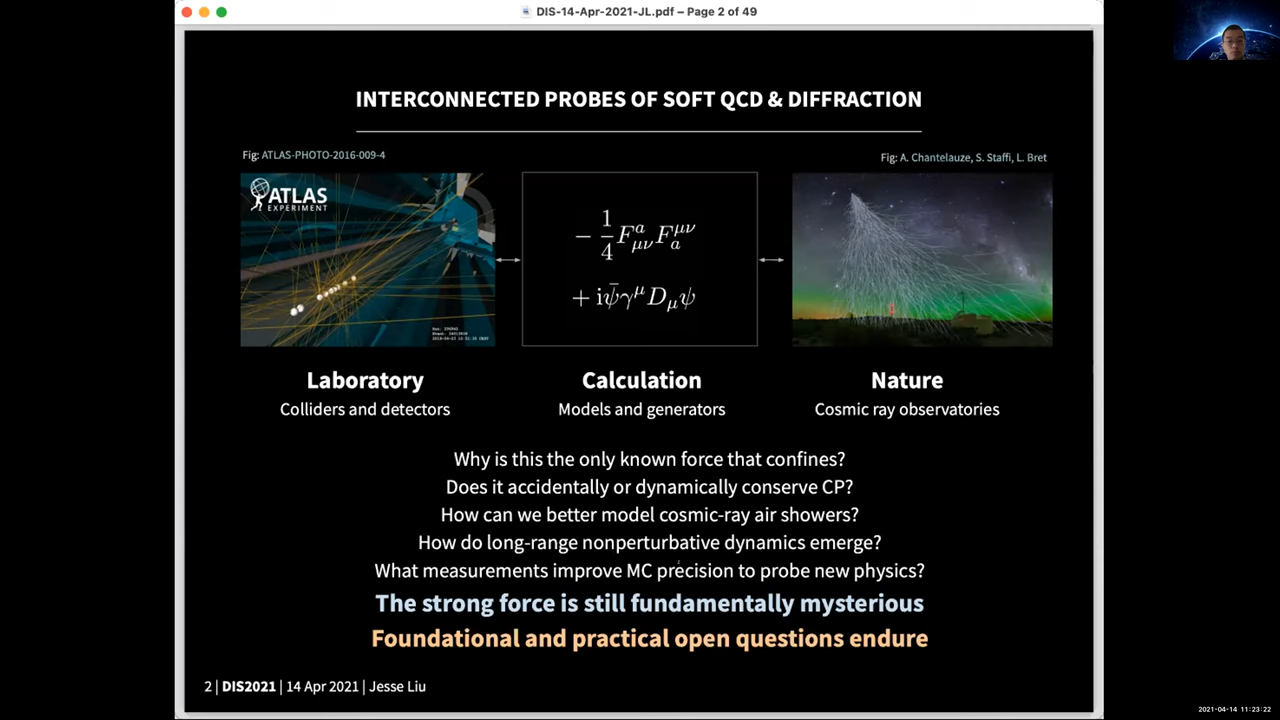 DIS-14-Apr-2021-JL.pdf – Page 2 of 49
INTERCONNECTED PROBES OF SOFT QCD & DIFFRACTION
Fig: ATLAS-PHOTO-2016-009-4
Fig: A. Chantelauze, S. Staffi, L. Bret
ATLAS
EXPERIMENT
− 1/4 F^a_{μν} F_a^{μν}
+ iψ̄γ^μ D_μ ψ
Laboratory
Colliders and detectors
Calculation
Models and generators
Nature
Cosmic ray observatories
Why is this the only known force that confines?
Does it accidentally or dynamically conserve CP?
How can we better model cosmic-ray air showers?
How do long-range nonperturbative dynamics emerge?
What measurements improve MC precision to probe new physics?
The strong force is still fundamentally mysterious
Foundational and practical open questions endure
2 | DIS2021 | 14 Apr 2021 | Jesse Liu
2021-04-14 11:23:22